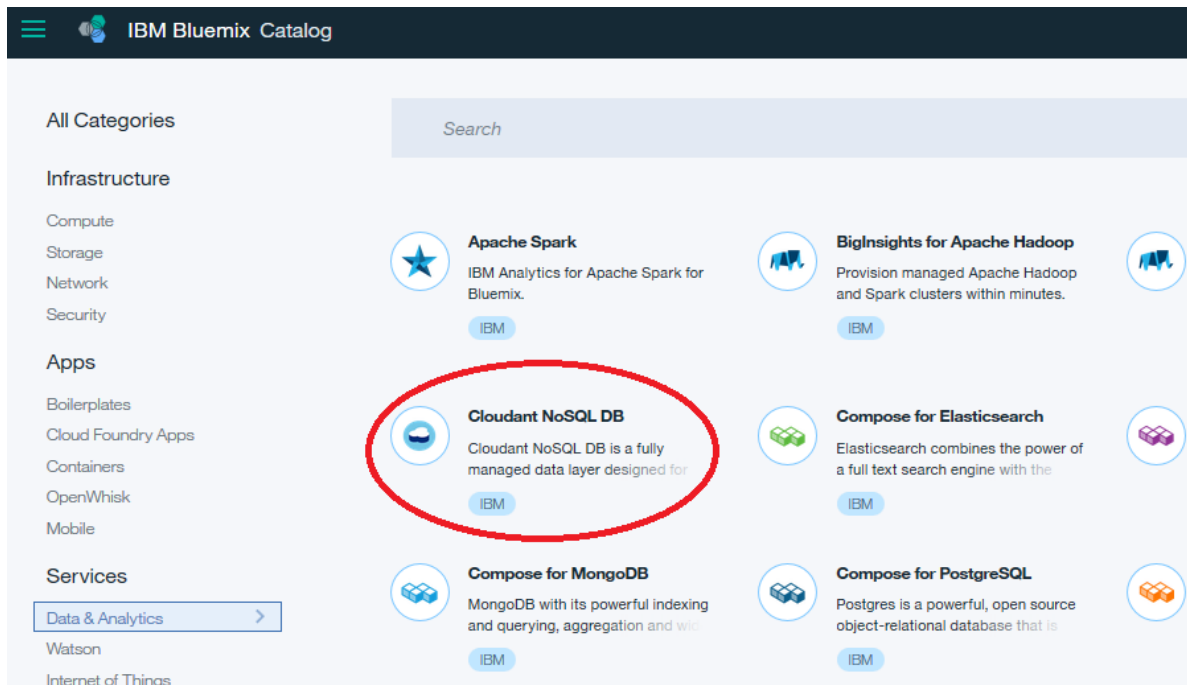 IBM Bluemix Catalog
All Categories
Search
Infrastructure
Compute
Storage
Network
Security
Apps
Boilerplates
Cloud Foundry Apps
Containers
OpenWhisk
Mobile
Services
Data & Analytics
Watson
Internet of Things
Apache Spark
IBM Analytics for Apache Spark for
Bluemix.
IBM
BigInsights for Apache Hadoop
Provision managed Apache Hadoop
and Spark clusters within minutes.
IBM
Cloudant NoSQL DB
Cloudant NoSQL DB is a fully
managed data layer designed for
IBM
Compose for Elasticsearch
Elasticsearch combines the power of
a full text search engine with the
IBM
Compose for MongoDB
MongoDB with its powerful indexing
and querying, aggregation and
IBM
Compose for PostgreSQL
Postgres is a powerful, open source
object-relational database that is
IBM